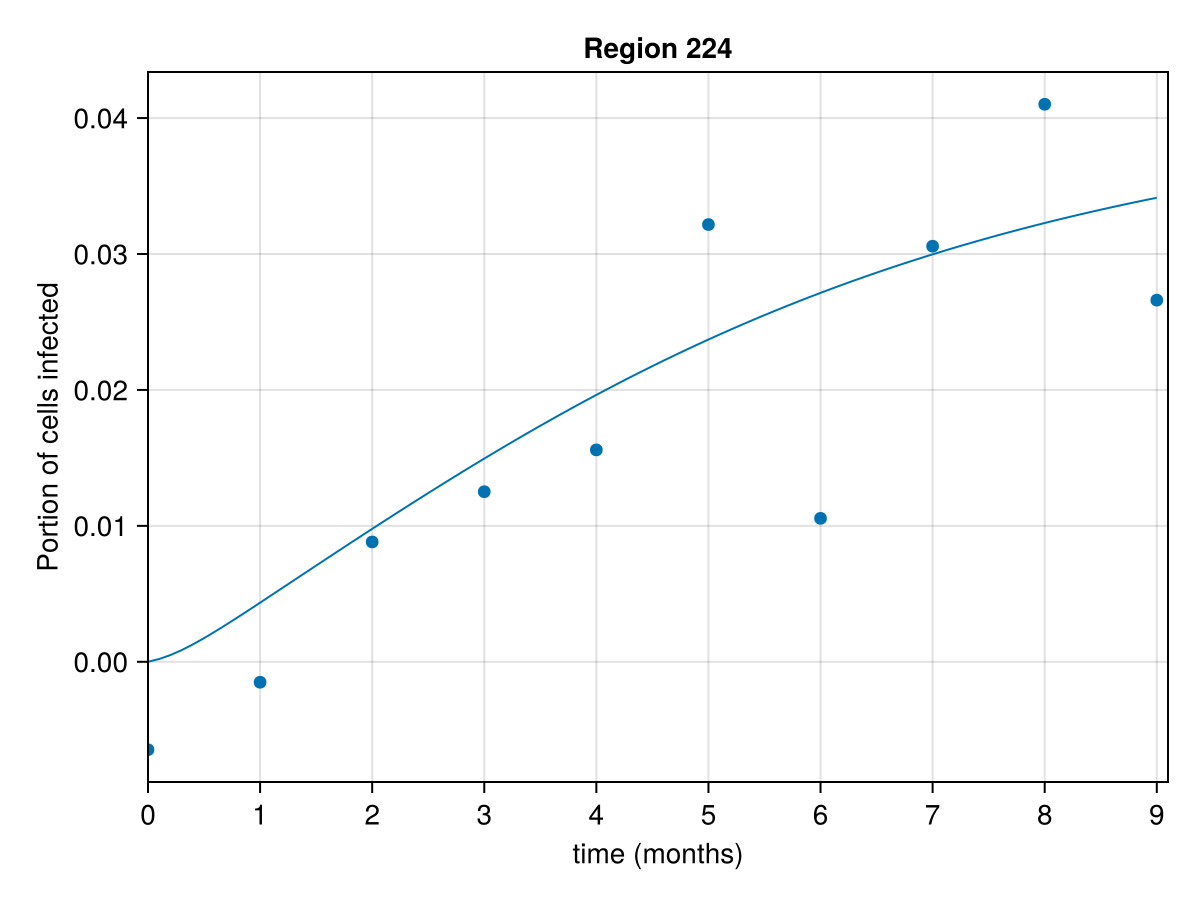 Region 224
0.04
0.03
0.02
0.01
0.00
Portion of cells infected
0 1 2 3 4 5 6 7 8 9
time (months)